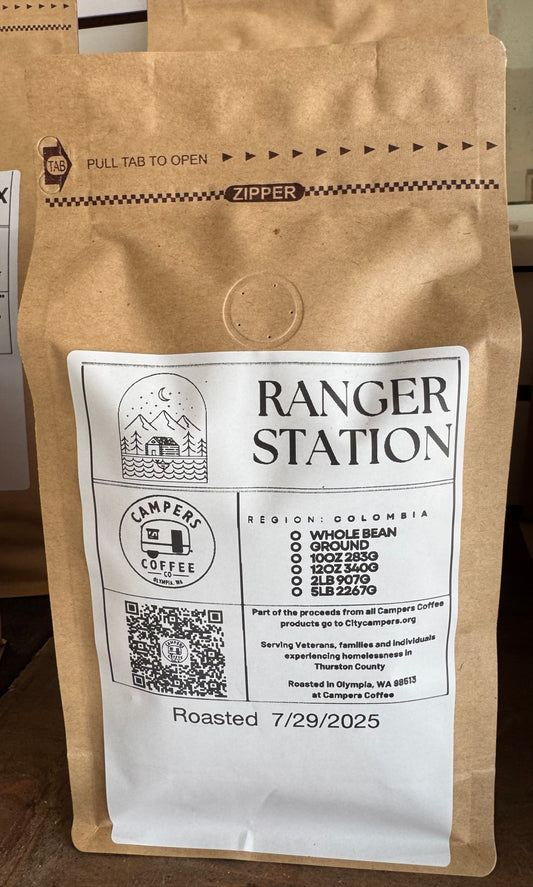 TAB
PULL TAB TO OPEN
ZIPPER
X
RANGER
STATION
CAMPERS
COFFEE
CO
OLYMPIA, WA
REGION: COLOMBIA
WHOLE BEAN
GROUND
10OZ 283G
12OZ 340G
2LB 907G
5LB 2267G
CAMPERS
COFFEE
Part of the proceeds from all Campers Coffee
products go to Citycampers.org
Serving Veterans, families and individuals
experiencing homelessness in
Thurston County
Roasted in Olympia, WA 98513
at Campers Coffee
Roasted 7/29/2025